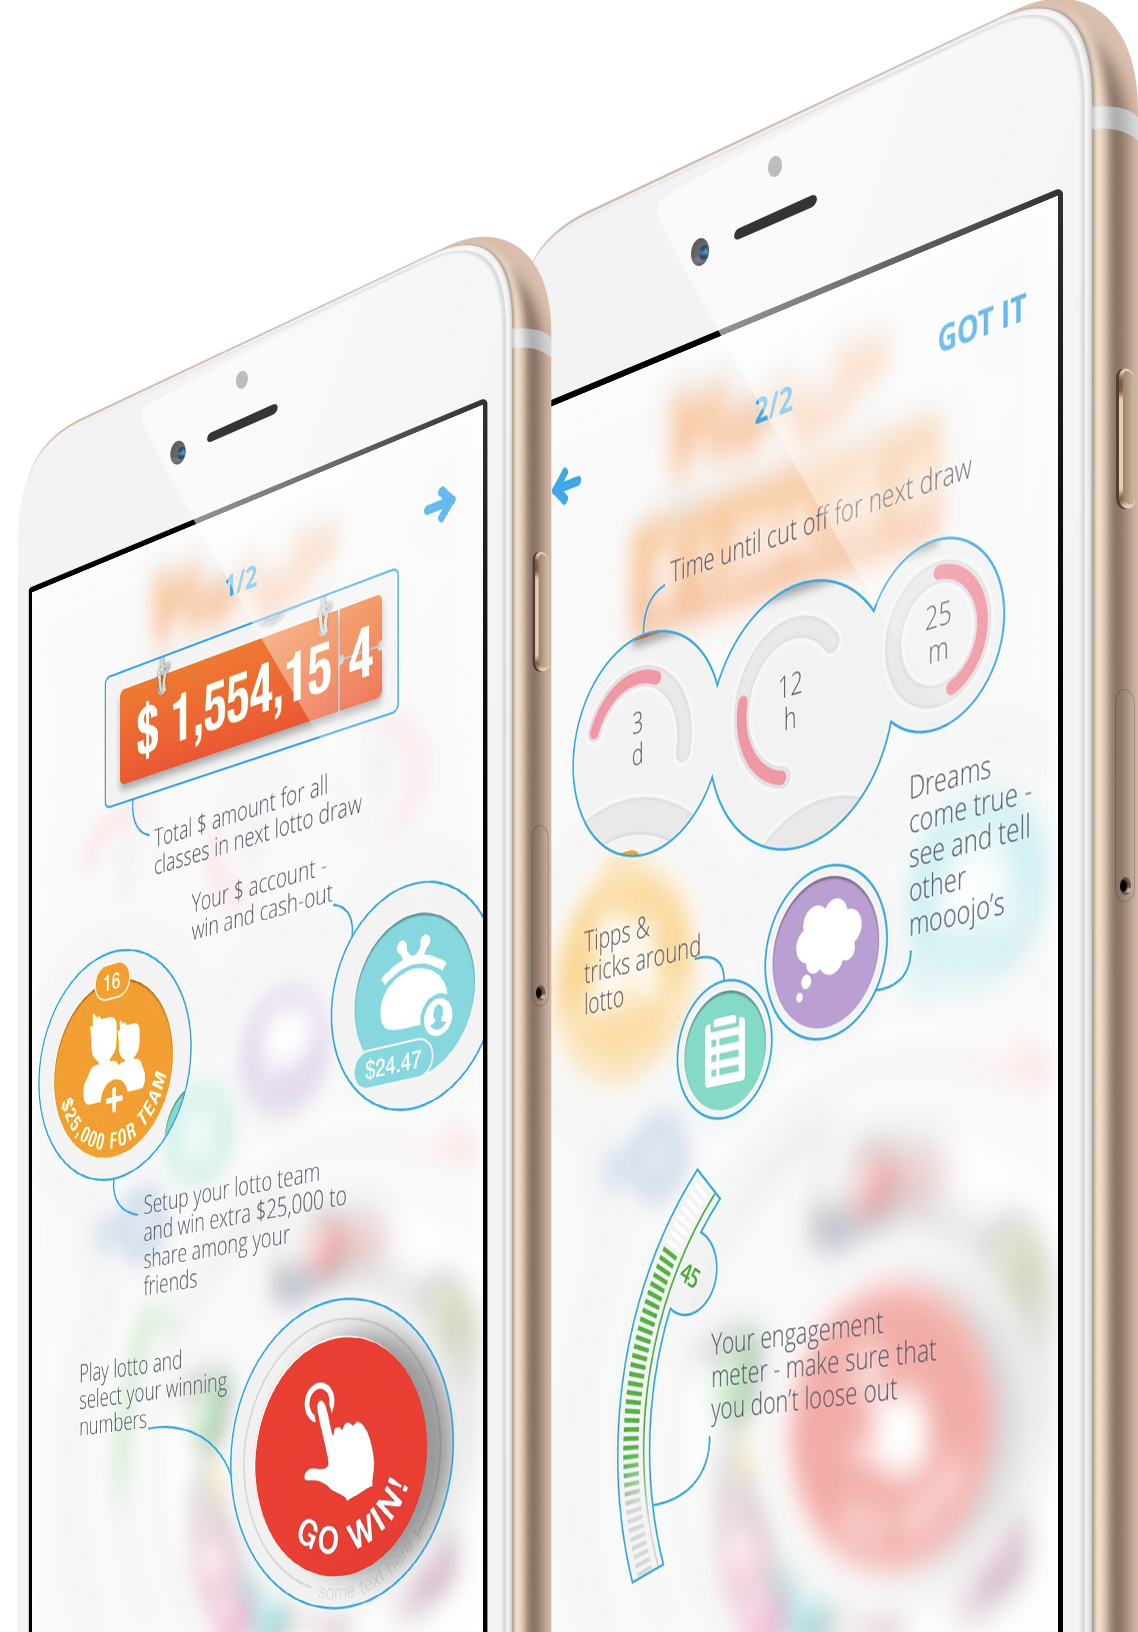 1/2
$ 1,554,154
Total $ amount for all
classes in next lotto draw
Your $ account -
win and cash-out
16
$25,000 FOR TEAM
$24.47
Setup your lotto team
and win extra $25,000 to
share among your
friends
Play lotto and
select your winning
numbers
GO WIN!
some text here
GOT IT
2/2
Time until cut off for next draw
3
d
12
h
25
m
Dreams
come true -
see and tell
other
mooojo's
Tipps &
tricks around
lotto
45
Your engagement
meter - make sure that
you don't loose out